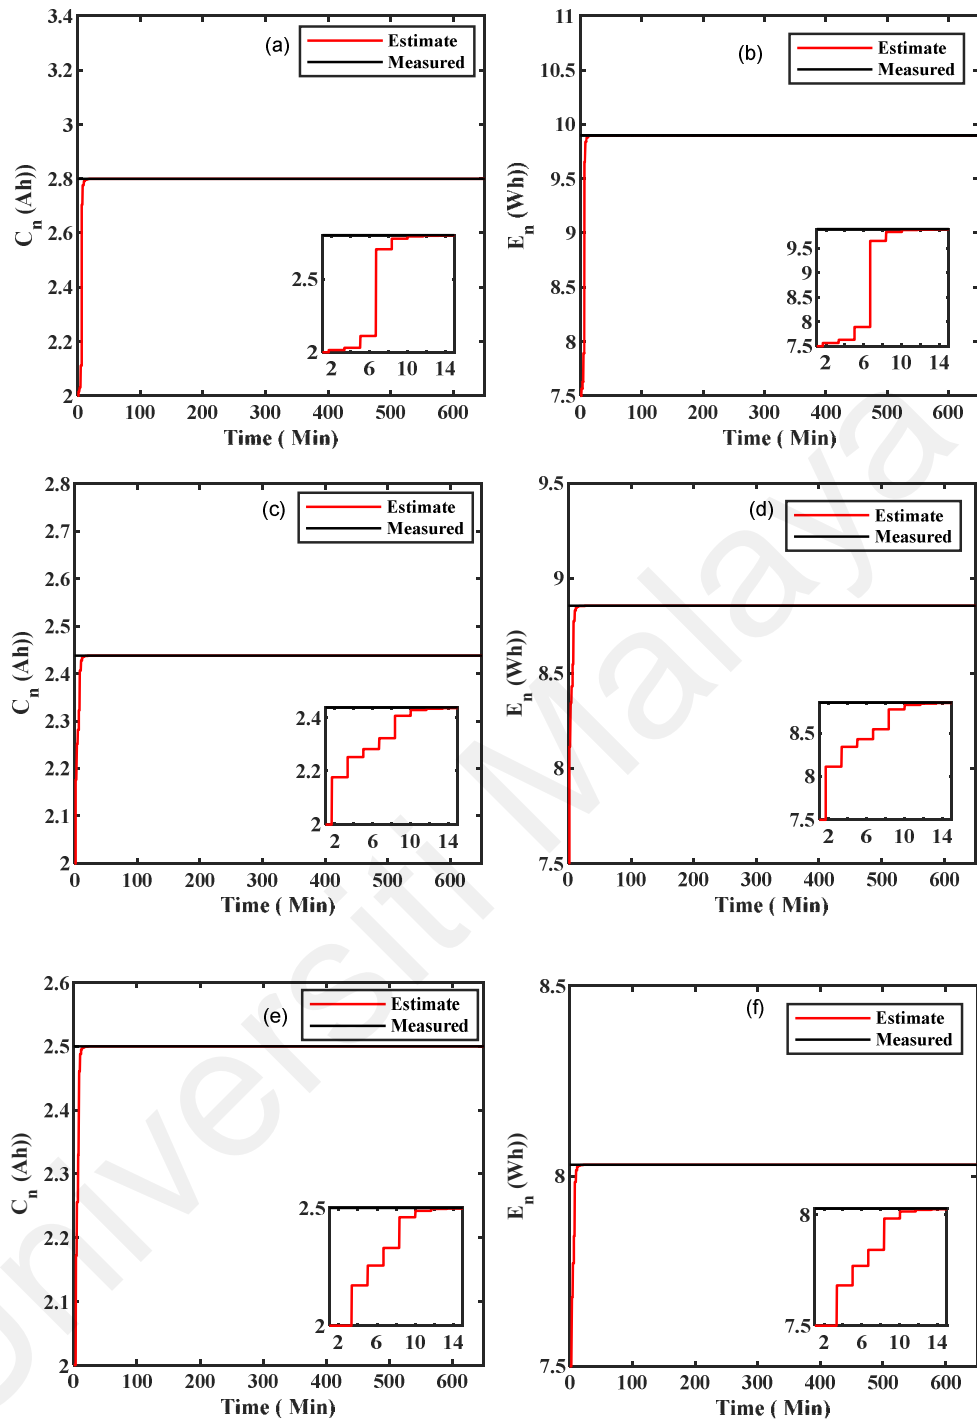 (a)
Estimate
Measured
C_n (Ah))
3.4
3.2
3
2.8
2.6
2.4
2.2
2
0 100 200 300 400 500 600
Time ( Min)
2.5
2
2 6 10 14
(b)
Estimate
Measured
E_n (Wh))
11
10.5
10
9.5
9
8.5
8
7.5
0 100 200 300 400 500 600
Time ( Min)
9.5
9
8.5
8
7.5
2 6 10 14
(c)
Estimate
Measured
C_n (Ah))
2.8
2.7
2.6
2.5
2.4
2.3
2.2
2.1
2
0 100 200 300 400 500 600
Time ( Min)
2.4
2.2
2
2 6 10 14
(d)
Estimate
Measured
E_n (Wh))
9.5
9
8.5
8
7.5
0 100 200 300 400 500 600
Time ( Min)
8.5
8
7.5
2 6 10 14
(e)
Estimate
Measured
C_n (Ah))
2.6
2.5
2.4
2.3
2.2
2.1
2
0 100 200 300 400 500 600
Time ( Min)
2.5
2
2 6 10 14
(f)
Estimate
Measured
E_n (Wh))
8.5
8
7.5
0 100 200 300 400 500 600
Time ( Min)
8
7.5
2 6 10 14
Universiti Malaya